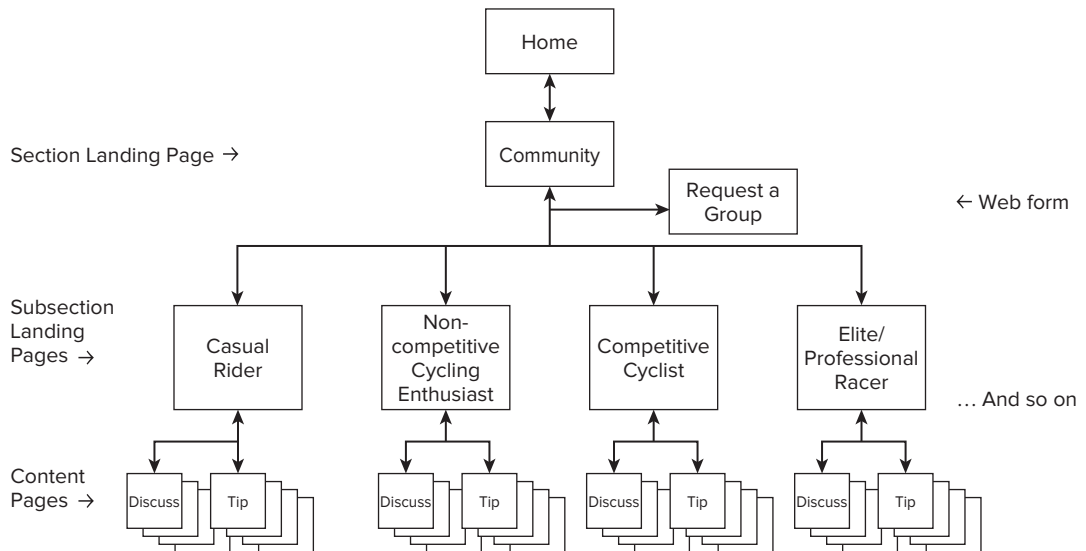 Home
Section Landing Page →
Community
Request a
Group
← Web form
Subsection
Landing
Pages →
Casual
Rider
Non-
competitive
Cycling
Enthusiast
Competitive
Cyclist
Elite/
Professional
Racer
... And so on
Content
Pages →
Discuss
Tip
Discuss
Tip
Discuss
Tip
Discuss
Tip